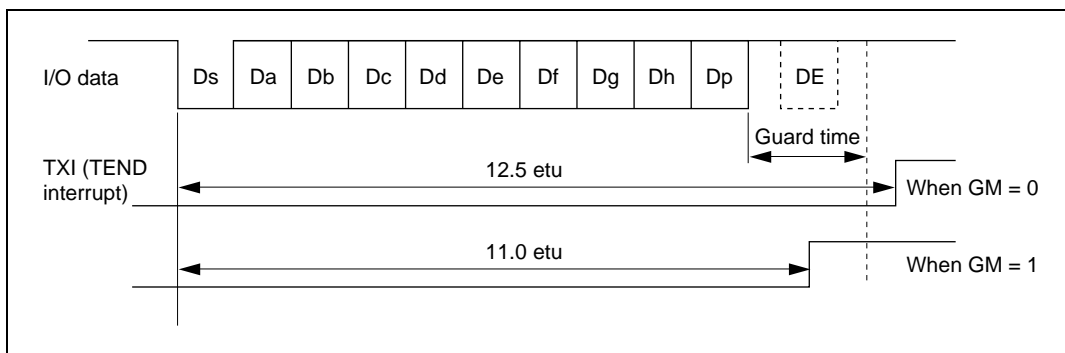 I/O data Ds Da Db Dc Dd De Df Dg Dh Dp DE
Guard time
TXI (TEND
interrupt)
12.5 etu
When GM = 0
11.0 etu
When GM = 1